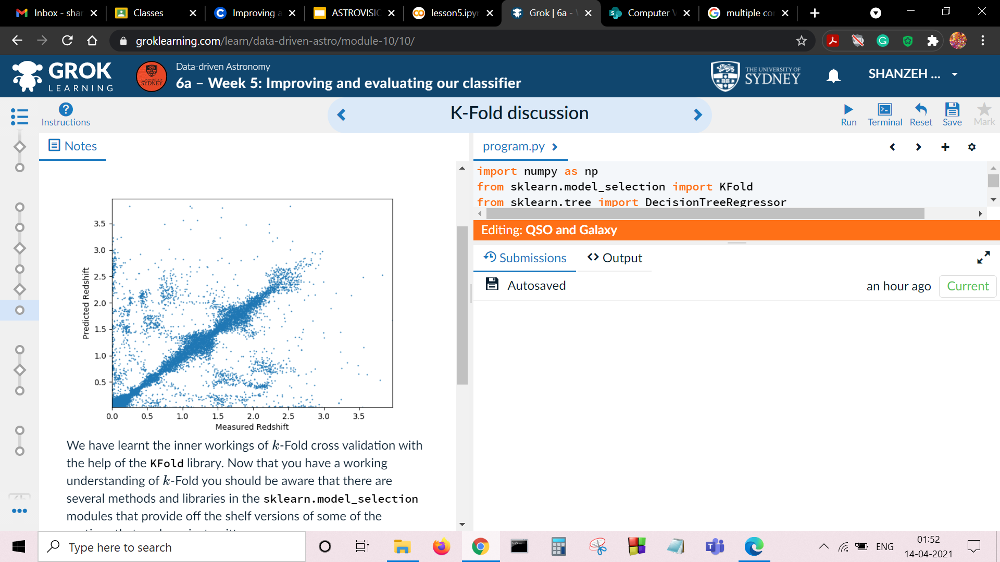 Inbox - shar
Classes
Improving a
ASTROVISIO
lesson5.ipyn
Grok | 6a -
Computer V
multiple co
groklearning.com/learn/data-driven-astro/module-10/10/
GROK
LEARNING
THE UNIVERSITY OF
SYDNEY
Data-driven Astronomy
6a – Week 5: Improving and evaluating our classifier
THE UNIVERSITY OF
SYDNEY
SHANZEH ...
Instructions
K-Fold discussion
Run
Terminal
Reset
Save
Mark
Notes
program.py
import numpy as np
from sklearn.model_selection import KFold
from sklearn.tree import DecisionTreeRegressor
Editing: QSO and Galaxy
Submissions
Output
Autosaved
an hour ago
Current
Predicted Redshift
3.5
3.0
2.5
2.0
1.5
1.0
0.5
0.0 0.5 1.0 1.5 2.0 2.5 3.0 3.5
Measured Redshift
We have learnt the inner workings of k-Fold cross validation with
the help of the KFold library. Now that you have a working
understanding of k-Fold you should be aware that there are
several methods and libraries in the sklearn.model_selection
modules that provide off the shelf versions of some of the
Type here to search
ENG
01:52
14-04-2021